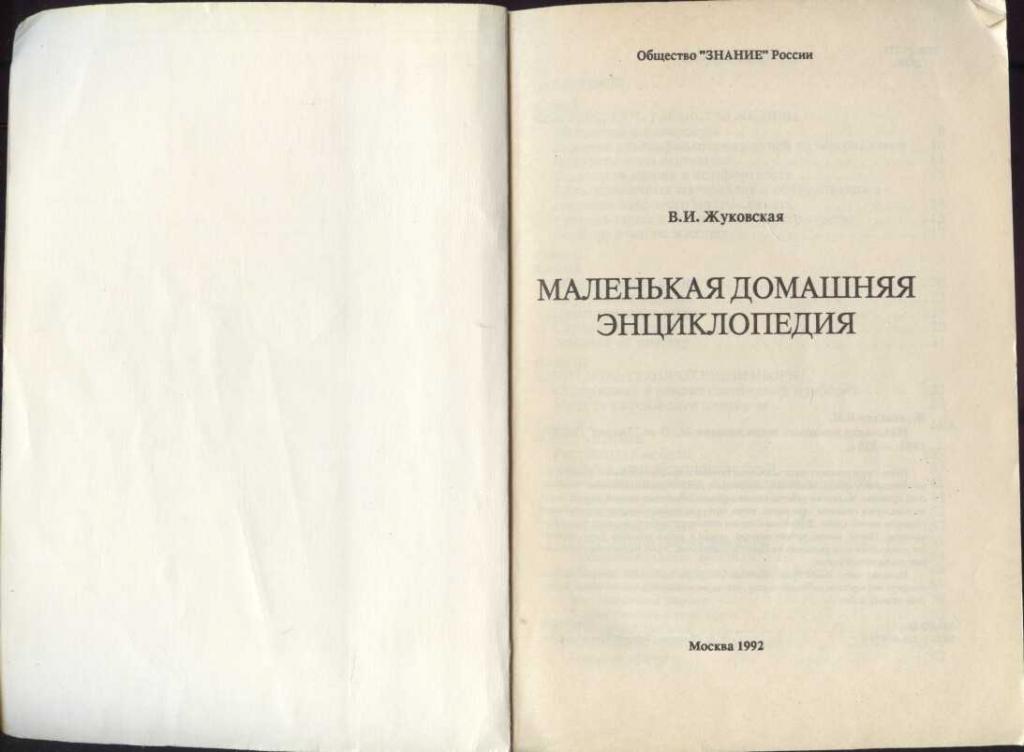 Общество "ЗНАНИЕ" России
В.И. Жуковская
МАЛЕНЬКАЯ ДОМАШНЯЯ
ЭНЦИКЛОПЕДИЯ
Москва 1992